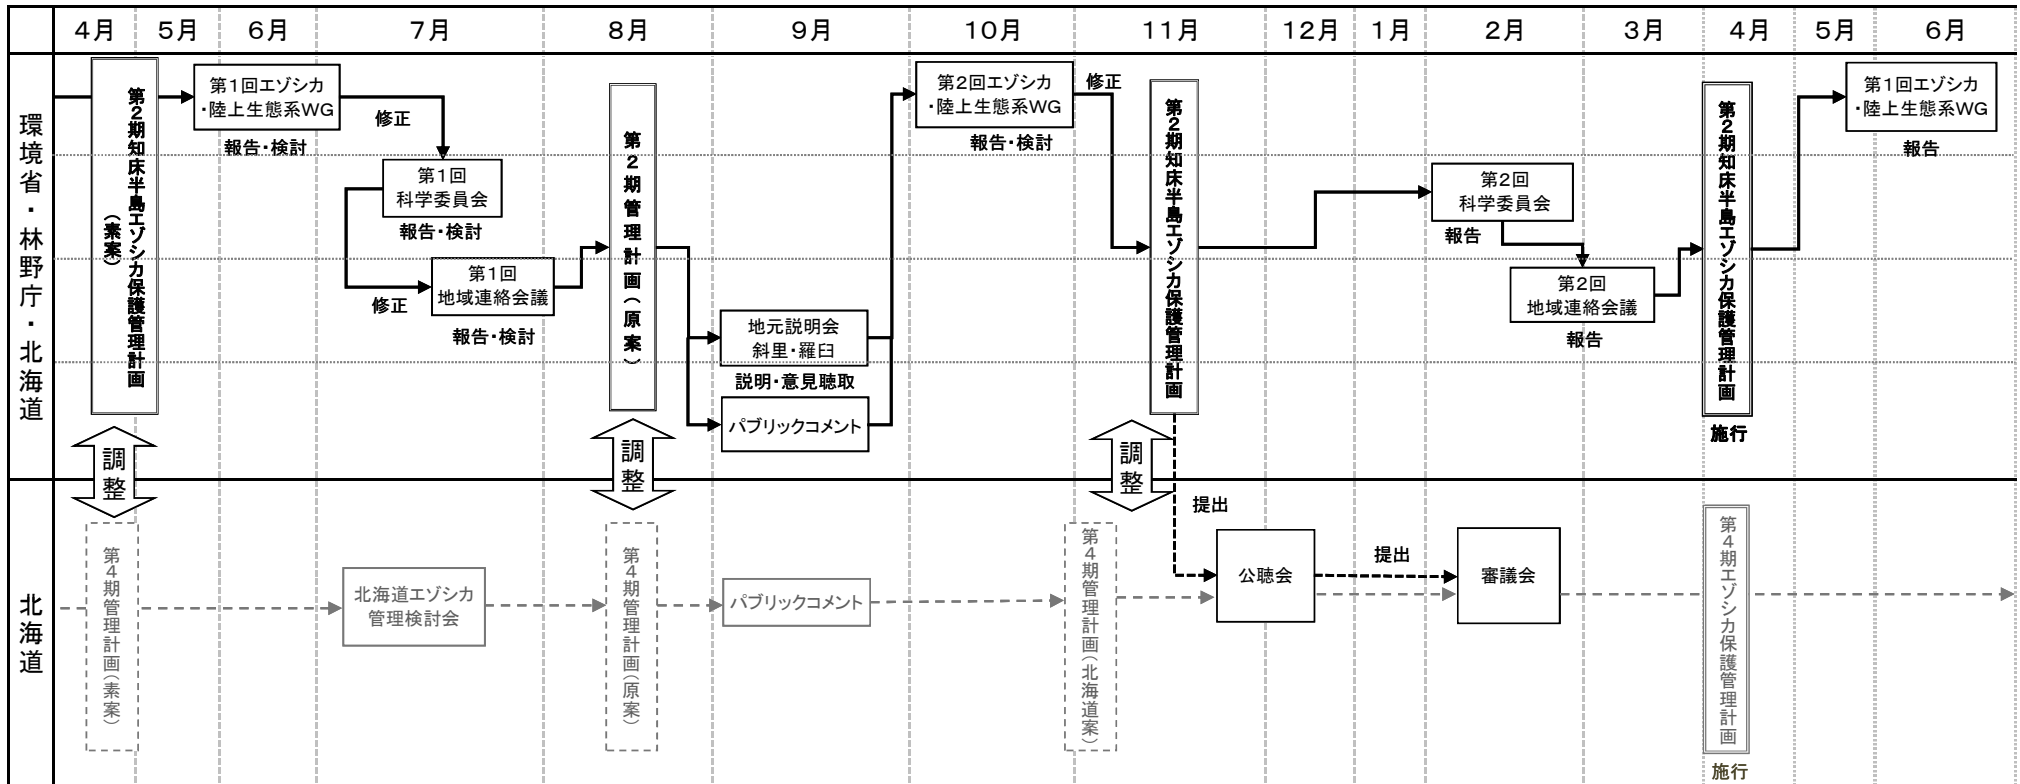 4月 5月 6月 7月 8月 9月 10月 11月 12月 1月 2月 3月 4月 5月 6月
環境省・林野庁・北海道
第2期知床半島エゾシカ保護管理計画
（素案）
第1回エゾシカ
・陸上生態系WG
報告・検討
修正
第1回
科学委員会
報告・検討
修正
第1回
地域連絡会議
報告・検討
第2期管理計画（原案）
地元説明会
斜里・羅臼
説明・意見聴取
パブリックコメント
第2回エゾシカ
・陸上生態系WG
報告・検討
修正
第2期知床半島エゾシカ保護管理計画
第2回
科学委員会
報告
第2回
地域連絡会議
報告
第2期知床半島エゾシカ保護管理計画
施行
第1回エゾシカ
・陸上生態系WG
報告
調整
調整
調整
提出
北海道
第4期管理計画（素案）
北海道エゾシカ
管理検討会
第4期管理計画（原案）
パブリックコメント
第4期管理計画（北海道案）
公聴会
提出
審議会
第4期エゾシカ保護管理計画
施行